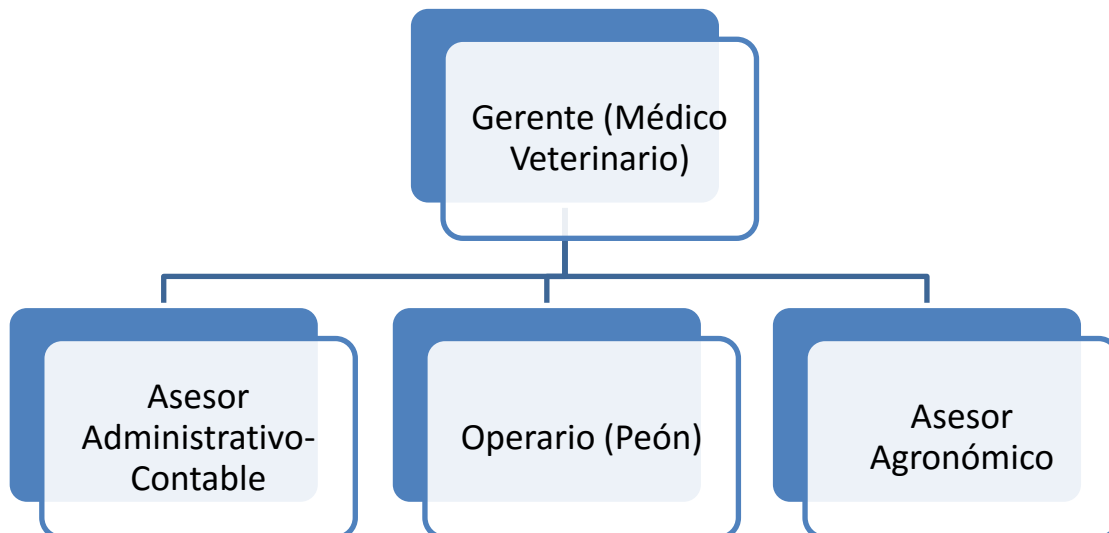 Gerente (Médico
Veterinario)
Asesor
Administrativo-
Contable
Operario (Peón)
Asesor
Agronómico